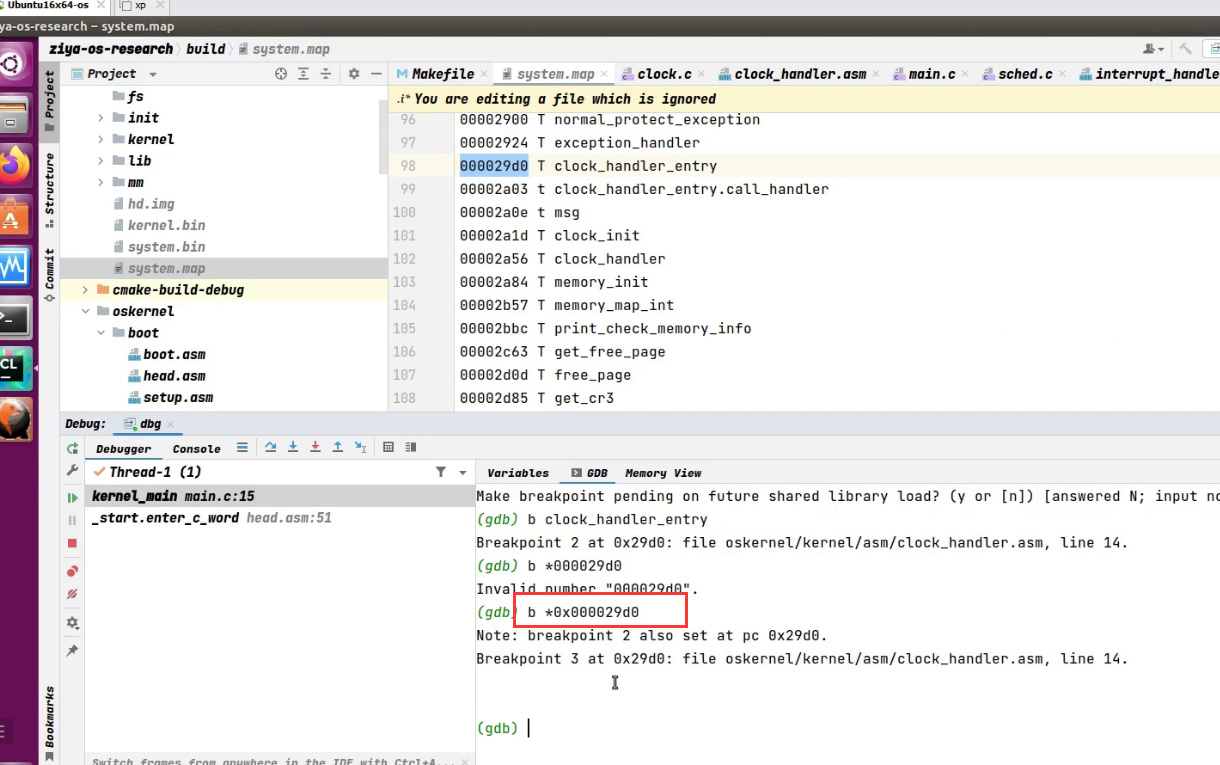 Ubuntu16x64-os xp
ya-os-research – system.map
ziya-os-research build system.map
Project
fs
init
kernel
lib
mm
hd.img
kernel.bin
system.bin
system.map
cmake-build-debug
oskernel
boot
boot.asm
head.asm
setup.asm
Project
Structure
Commit
Bookmarks
Makefile system.map clock.c clock_handler.asm main.c sched.c interrupt_handle
.i* You are editing a file which is ignored
96 00002900 T normal_protect_exception
97 00002924 T exception_handler
98 000029d0 T clock_handler_entry
99 00002a03 t clock_handler_entry.call_handler
100 00002a0e t msg
101 00002a1d T clock_init
102 00002a56 T clock_handler
103 00002a84 T memory_init
104 00002b57 T memory_map_int
105 00002bbc T print_check_memory_info
106 00002c63 T get_free_page
107 00002d0d T free_page
108 00002d85 T get_cr3
Debug: dbg
Debugger Console
Thread-1 (1)
kernel_main main.c:15
_start.enter_c_word head.asm:51
Switch frames from anywhere in the IDE with Ctrl+A...
Variables GDB Memory View
Make breakpoint pending on future shared library load? (y or [n]) [answered N; input no
(gdb) b clock_handler_entry
Breakpoint 2 at 0x29d0: file oskernel/kernel/asm/clock_handler.asm, line 14.
(gdb) b *000029d0
Invalid number "000029d0".
(gdb) b *0x000029d0
Note: breakpoint 2 also set at pc 0x29d0.
Breakpoint 3 at 0x29d0: file oskernel/kernel/asm/clock_handler.asm, line 14.
(gdb)
CL